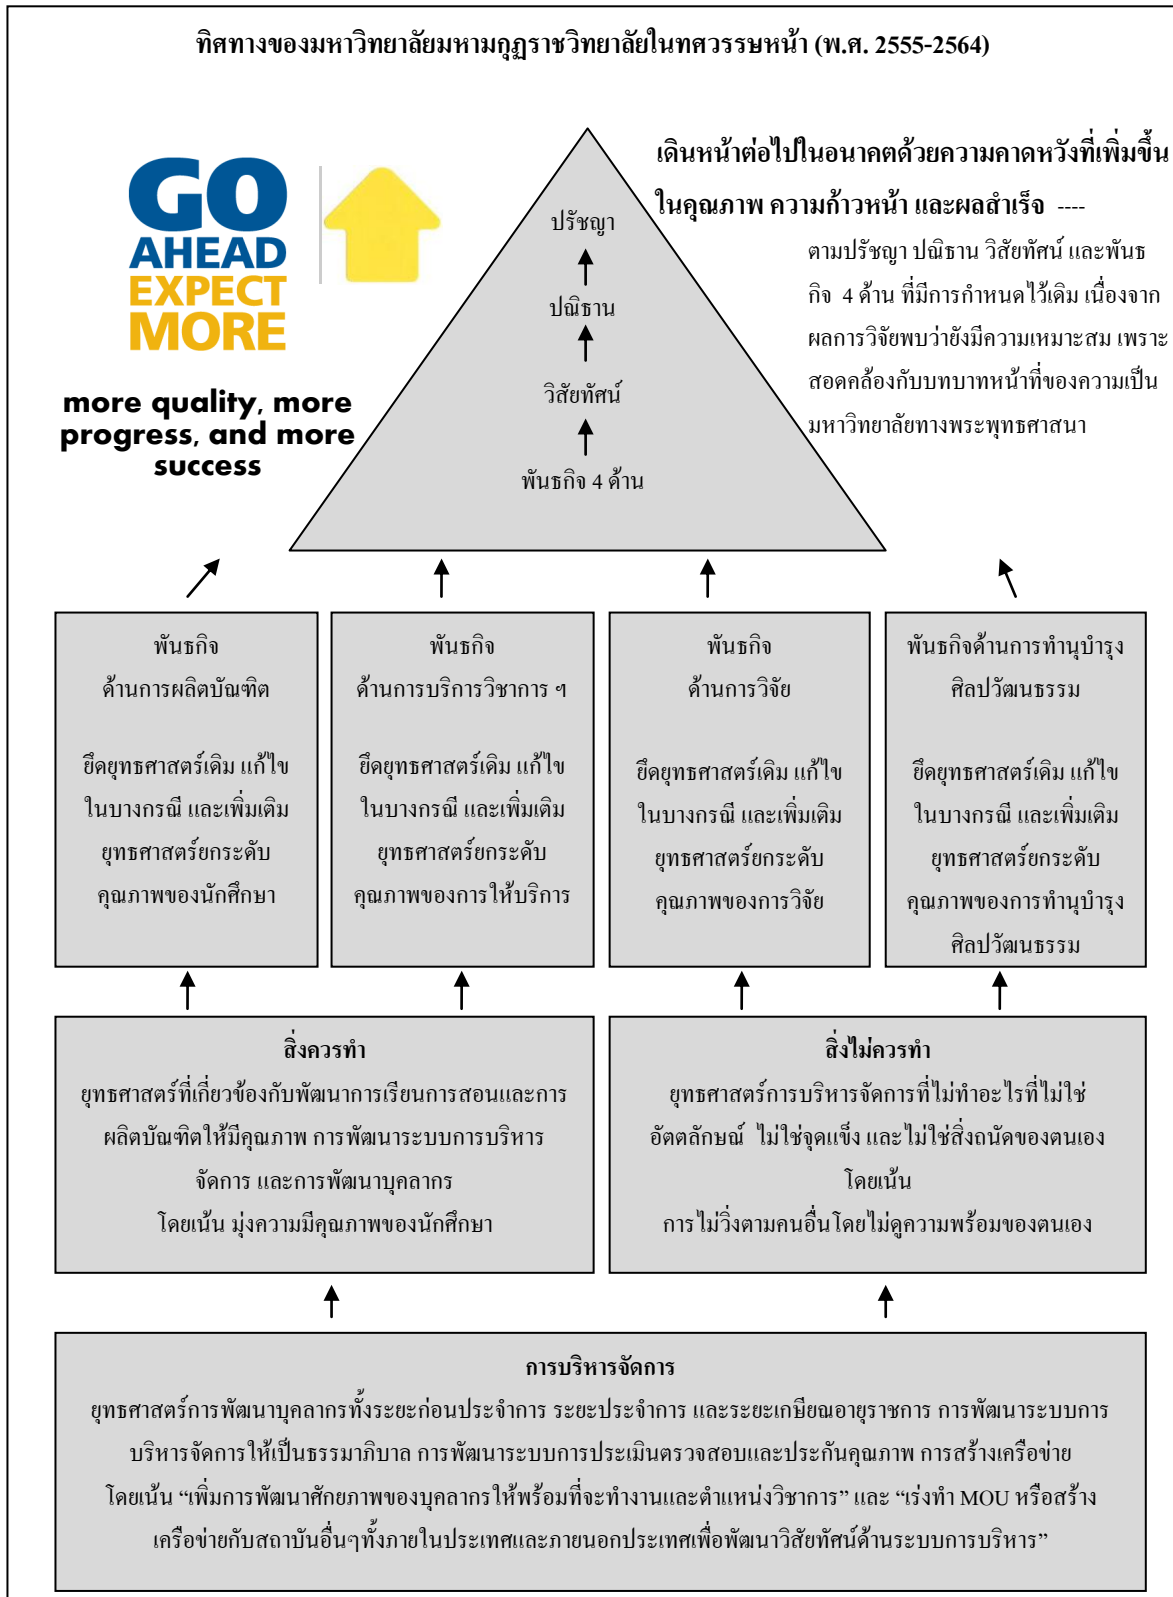 ทิศทางของมหาวิทยาลัยมหามกุฏราชวิทยาลัยในทศวรรษหน้า (พ.ศ. 2555-2564)
GO
AHEAD
EXPECT
MORE
more quality, more
progress, and more
success
เดินหน้าต่อไปในอนาคตด้วยความคาดหวังที่เพิ่มขึ้น
ในคุณภาพ ความก้าวหน้า และผลสำเร็จ ----
ตามปรัชญา ปณิธาน วิสัยทัศน์ และพันธ
กิจ 4 ด้าน ที่มีการกำหนดไว้เดิม เนื่องจาก
ผลการวิจัยพบว่ายังมีความเหมาะสม เพราะ
สอดคล้องกับบทบาทหน้าที่ของความเป็น
มหาวิทยาลัยทางพระพุทธศาสนา
ปรัชญา
ปณิธาน
วิสัยทัศน์
พันธกิจ 4 ด้าน
พันธกิจ
ด้านการผลิตบัณฑิต
ยึดยุทธศาสตร์เดิม แก้ไข
ในบางกรณี และเพิ่มเติม
ยุทธศาสตร์ยกระดับ
คุณภาพของนักศึกษา
พันธกิจ
ด้านการบริการวิชาการ ฯ
ยึดยุทธศาสตร์เดิม แก้ไข
ในบางกรณี และเพิ่มเติม
ยุทธศาสตร์ยกระดับ
คุณภาพของการให้บริการ
พันธกิจ
ด้านการวิจัย
ยึดยุทธศาสตร์เดิม แก้ไข
ในบางกรณี และเพิ่มเติม
ยุทธศาสตร์ยกระดับ
คุณภาพของการวิจัย
พันธกิจด้านการทำนุบำรุง
ศิลปวัฒนธรรม
ยึดยุทธศาสตร์เดิม แก้ไข
ในบางกรณี และเพิ่มเติม
ยุทธศาสตร์ยกระดับ
คุณภาพของการทำนุบำรุง
ศิลปวัฒนธรรม
สิ่งควรทำ
ยุทธศาสตร์ที่เกี่ยวข้องกับพัฒนาการเรียนการสอนและการ
ผลิตบัณฑิตให้มีคุณภาพ การพัฒนาระบบการบริหาร
จัดการ และการพัฒนาบุคลากร
โดยเน้น มุ่งความมีคุณภาพของนักศึกษา
สิ่งไม่ควรทำ
ยุทธศาสตร์การบริหารจัดการที่ไม่ทำอะไรที่ไม่ใช่
อัตตลักษณ์ ไม่ใช่จุดแข็ง และไม่ใช่สิ่งถนัดของตนเอง
โดยเน้น
การไม่วิ่งตามคนอื่นโดยไม่ดูความพร้อมของตนเอง
การบริหารจัดการ
ยุทธศาสตร์การพัฒนาบุคลากรทั้งระยะก่อนประจำการ ระยะประจำการ และระยะเกษียณอายุราชการ การพัฒนาระบบการ
บริหารจัดการให้เป็นธรรมาภิบาล การพัฒนาระบบการประเมินตรวจสอบและประกันคุณภาพ การสร้างเครือข่าย
โดยเน้น “เพิ่มการพัฒนาศักยภาพของบุคลากรให้พร้อมที่จะทำงานและตำแหน่งวิชาการ” และ “เร่งทำ MOU หรือสร้าง
เครือข่ายกับสถาบันอื่นๆทั้งภายในประเทศและภายนอกประเทศเพื่อพัฒนาวิสัยทัศน์ด้านระบบการบริหาร”